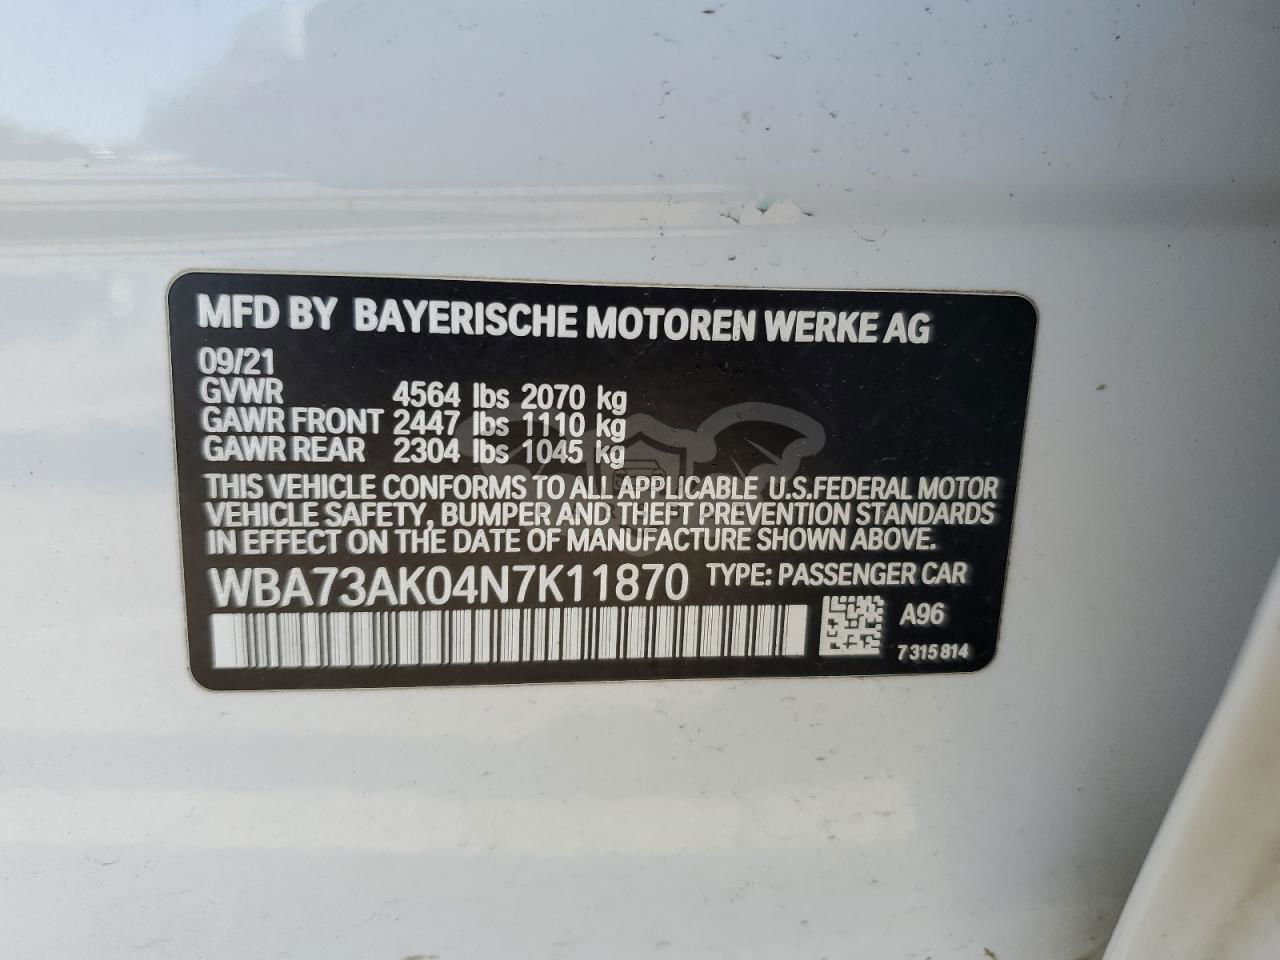 MFD BY BAYERISCHE MOTOREN WERKE AG
09/21
GVWR 4564 lbs 2070 kg
GAWR FRONT 2447 lbs 1110 kg
GAWR REAR 2304 lbs 1045 kg
THIS VEHICLE CONFORMS TO ALL APPLICABLE U.S.FEDERAL MOTOR
VEHICLE SAFETY, BUMPER AND THEFT PREVENTION STANDARDS
IN EFFECT ON THE DATE OF MANUFACTURE SHOWN ABOVE.
WBA73AK04N7K11870 TYPE: PASSENGER CAR
A96
7 315 814